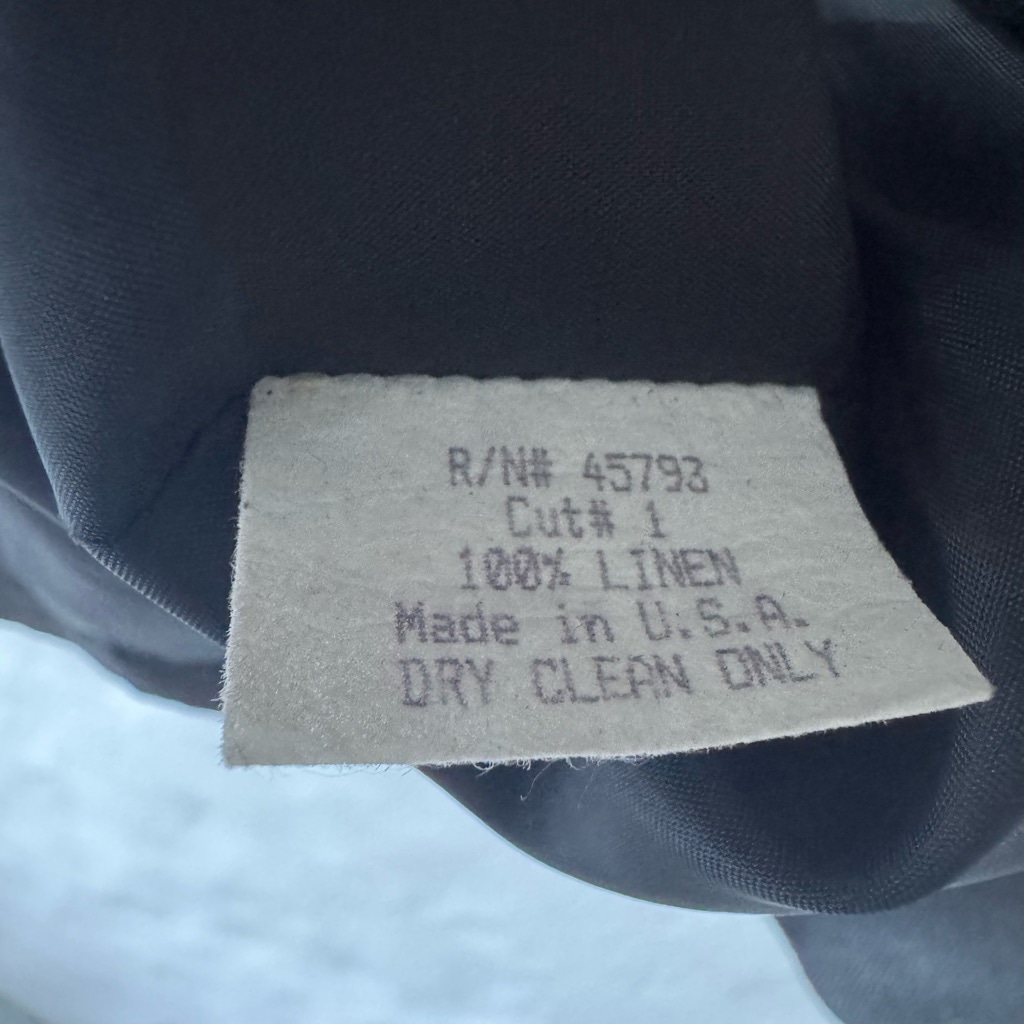 R/N# 45793
Cut# 1
100% LINEN
Made in U.S.A.
DRY CLEAN ONLY